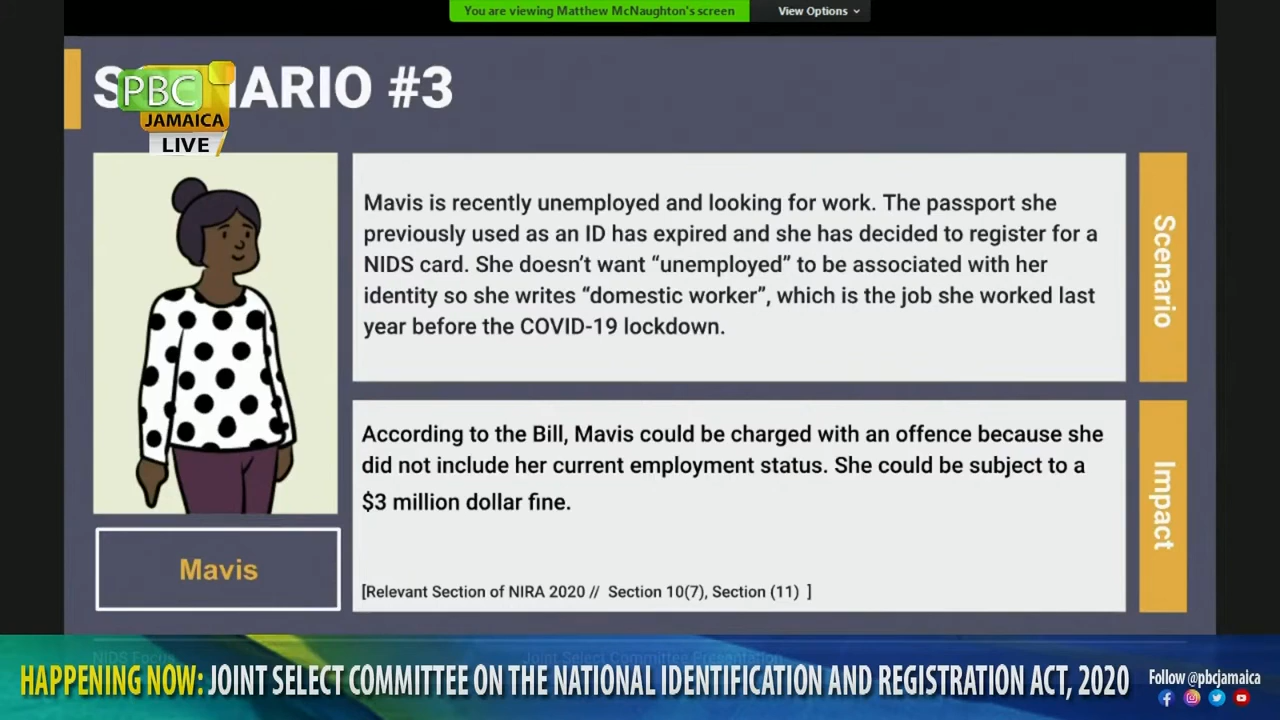 You are viewing Matthew McNaughton's screen
View Options
ARIO #3
PBC
JAMAICA
LIVE
Mavis is recently unemployed and looking for work. The passport she
previously used as an ID has expired and she has decided to register for a
NIDS card. She doesn’t want “unemployed” to be associated with her
identity so she writes “domestic worker”, which is the job she worked last
year before the COVID-19 lockdown.
Scenario
According to the Bill, Mavis could be charged with an offence because she
did not include her current employment status. She could be subject to a
$3 million dollar fine.
[Relevant Section of NIRA 2020 // Section 10(7), Section (11) ]
Impact
Mavis
NIDS Focus
Joint Select Committee Presentation
HAPPENING NOW: JOINT SELECT COMMITTEE ON THE NATIONAL IDENTIFICATION AND REGISTRATION ACT, 2020
Follow @pbcjamaica